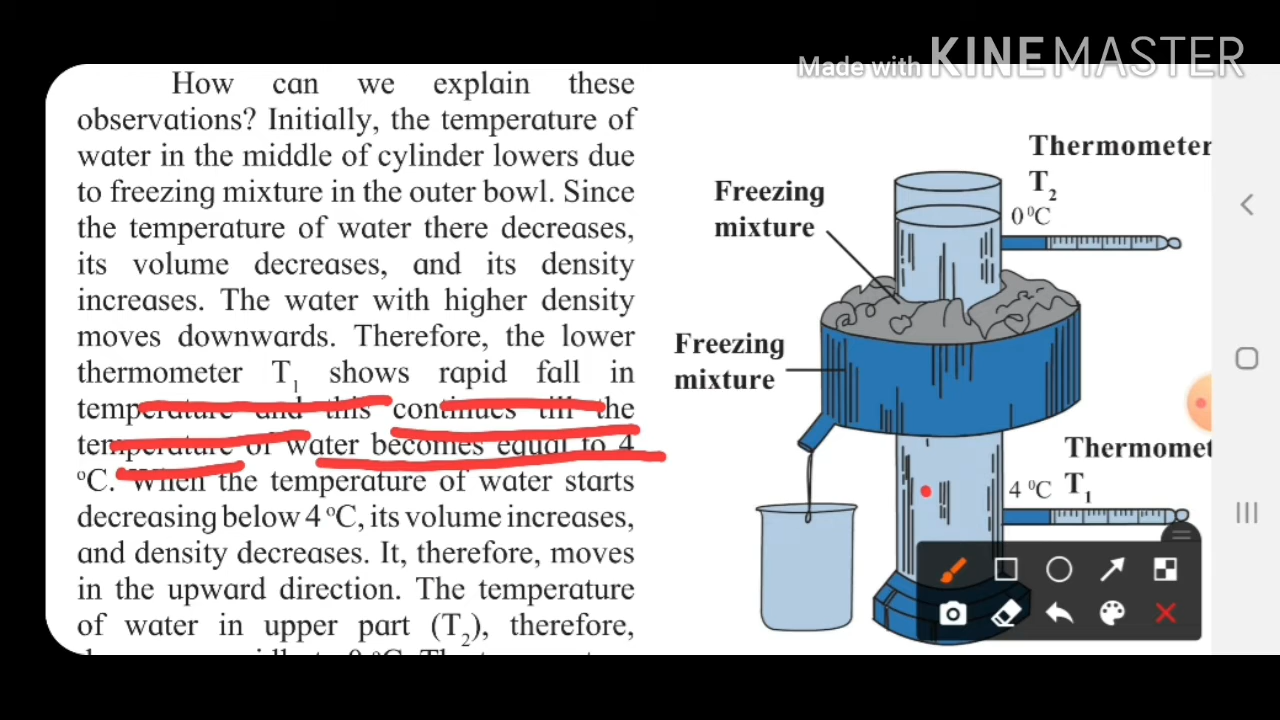 Made with KINEMASTER
How can we explain these
observations? Initially, the temperature of
water in the middle of cylinder lowers due
to freezing mixture in the outer bowl. Since
the temperature of water there decreases,
its volume decreases, and its density
increases. The water with higher density
moves downwards. Therefore, the lower
thermometer T₁ shows rapid fall in
temperature and this continues till the
temperature of water becomes equal to 4
⁰C. When the temperature of water starts
decreasing below 4 ⁰C, its volume increases,
and density decreases. It, therefore, moves
in the upward direction. The temperature
of water in upper part (T₂), therefore,
Thermometer
T₂
0 ⁰C
Freezing
mixture
Freezing
mixture
Thermomet
4 ⁰C T₁